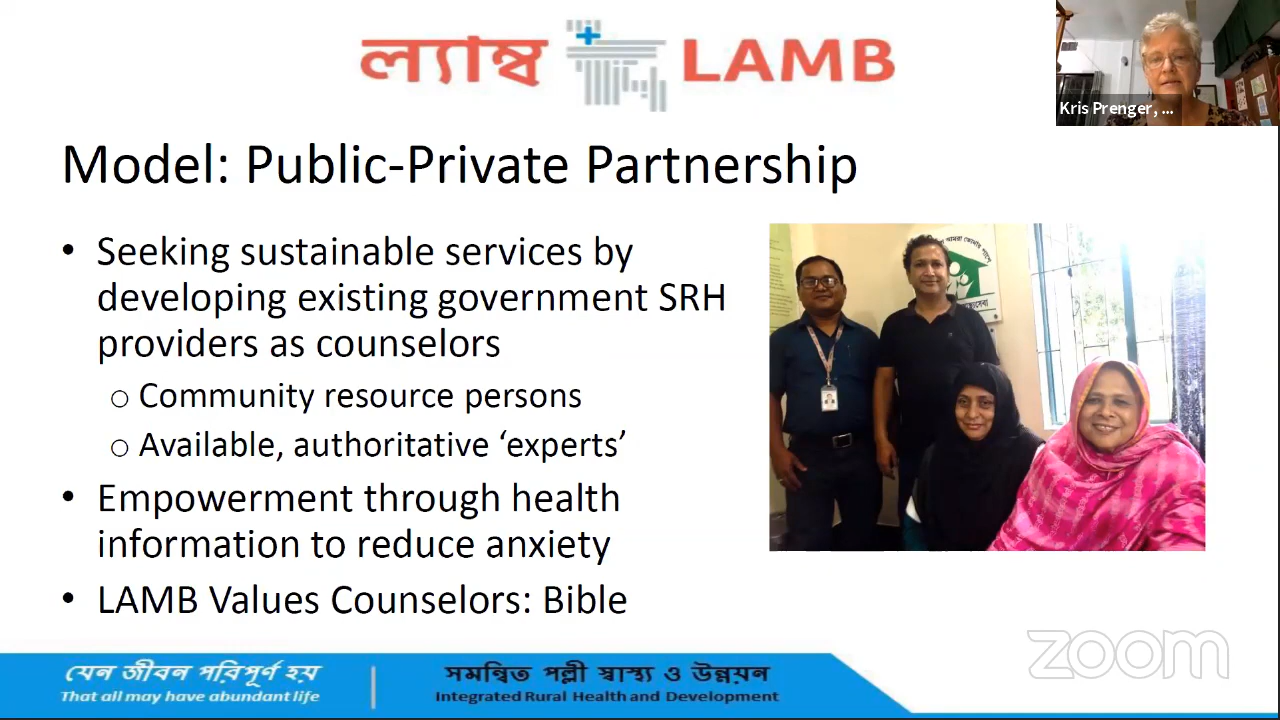 ল্যাম্ব LAMB
Kris Prenger, ...
Model: Public-Private Partnership
• Seeking sustainable services by
developing existing government SRH
providers as counselors
o Community resource persons
o Available, authoritative ‘experts’
• Empowerment through health
information to reduce anxiety
• LAMB Values Counselors: Bible
zoom
যেন জীবন পরিপূর্ণ হয়
That all may have abundant life
সমন্বিত পল্লী স্বাস্থ্য ও উন্নয়ন
Integrated Rural Health and Development